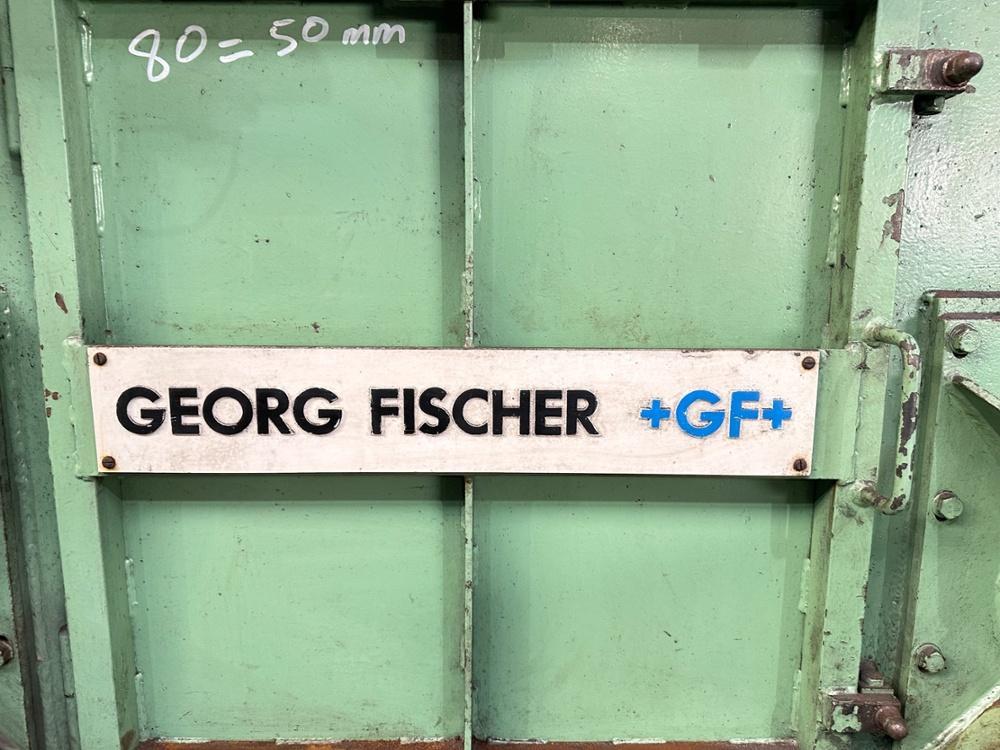 80 = 50 mm
GEORG FISCHER +GF+